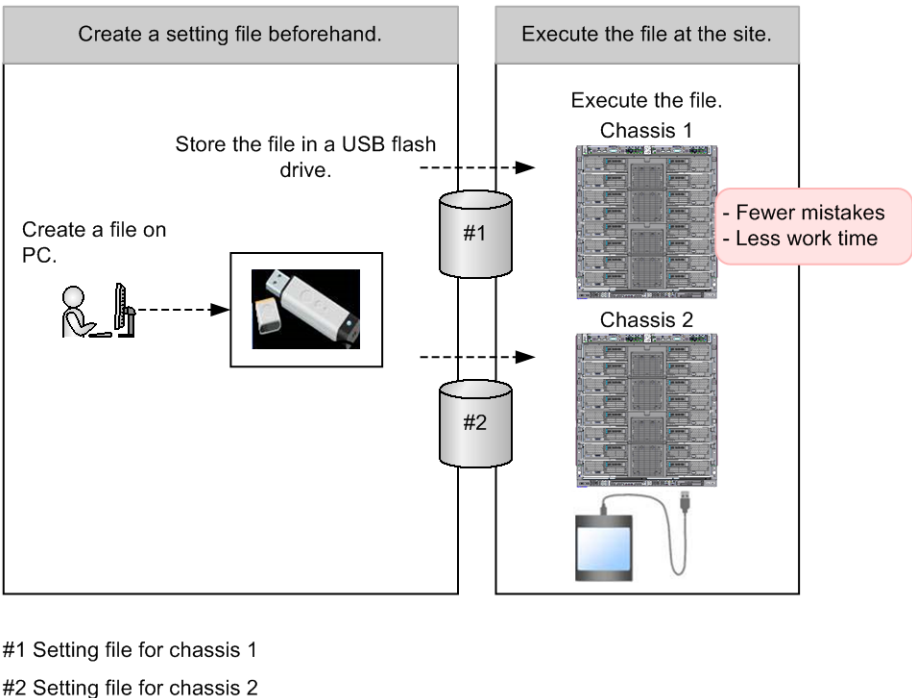 Create a setting file beforehand.
Execute the file at the site.
Execute the file.
Chassis 1
Store the file in a USB flash
drive.
#1
- Fewer mistakes
- Less work time
Create a file on
PC.
Chassis 2
#2
#1 Setting file for chassis 1
#2 Setting file for chassis 2